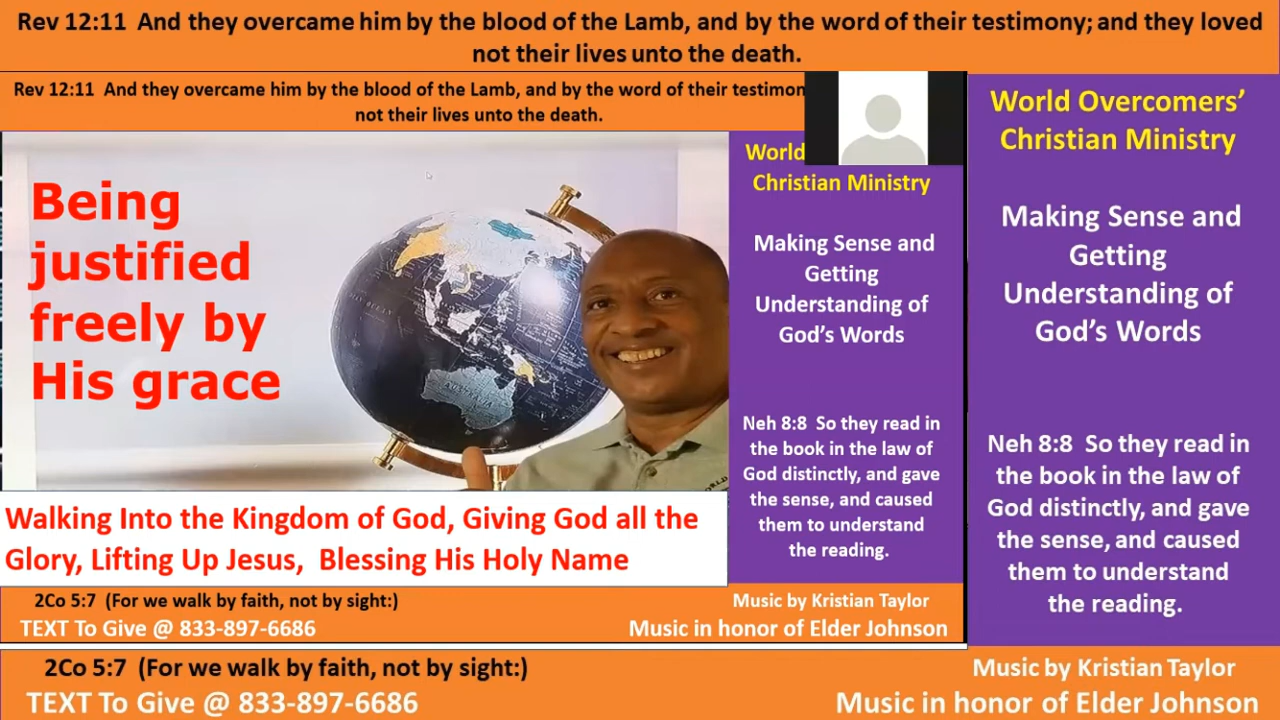 Rev 12:11 And they overcame him by the blood of the Lamb, and by the word of their testimony; and they loved
not their lives unto the death.
Rev 12:11 And they overcame him by the blood of the Lamb, and by the word of their
not their lives unto the death.
Being
justified
freely by
His grace
World
Christian Ministry
Making Sense and
Getting
Understanding of
God's Words
Neh 8:8 So they read in
the book in the law of
God distinctly, and gave
the sense, and caused
them to understand
the reading.
AUSTRALIA
Walking Into the Kingdom of God, Giving God all the
Glory, Lifting Up Jesus, Blessing His Holy Name
2Co 5:7 (For we walk by faith, not by sight:)
TEXT To Give @ 833-897-6686
Music by Kristian Taylor
Music in honor of Elder Johnson
World Overcomers'
Christian Ministry
Making Sense and
Getting
Understanding of
God's Words
Neh 8:8 So they read in
the book in the law of
God distinctly, and gave
the sense, and caused
them to understand
the reading.
2Co 5:7 (For we walk by faith, not by sight:)
TEXT To Give @ 833-897-6686
Music by Kristian Taylor
Music in honor of Elder Johnson